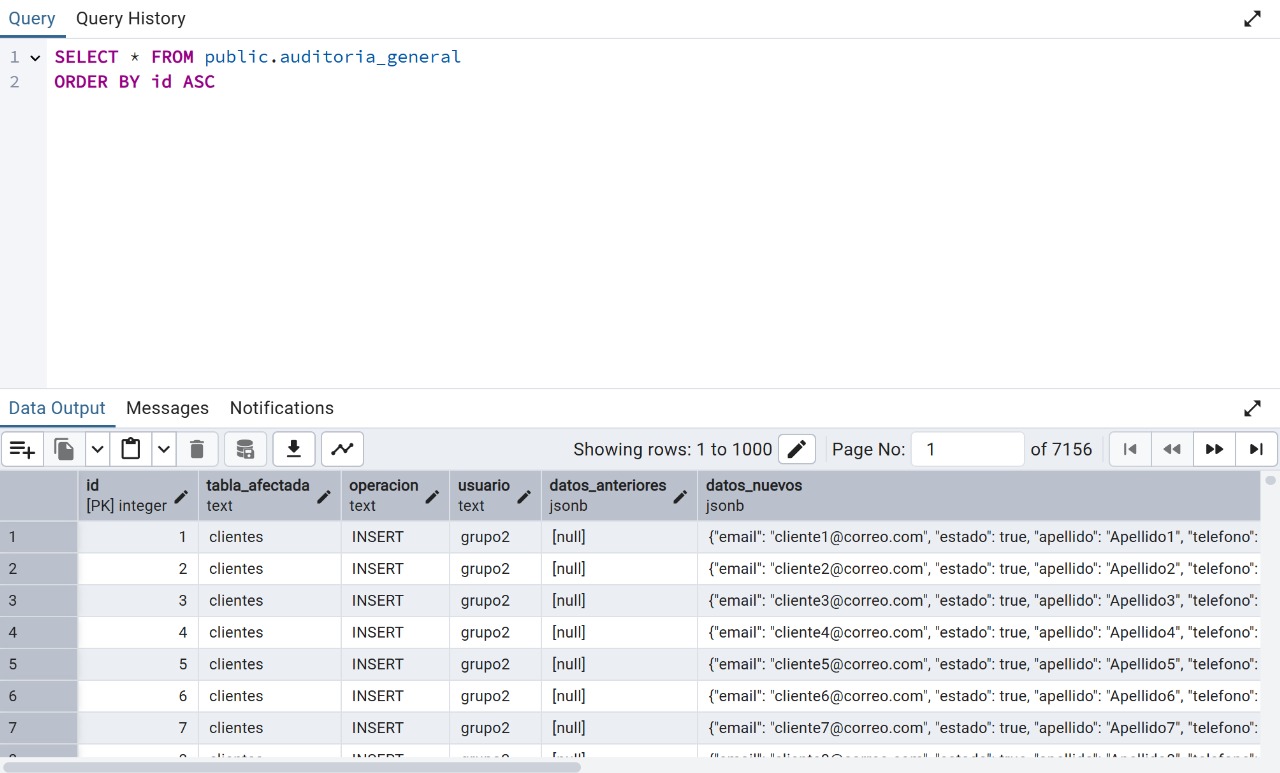 Query Query History
1 SELECT * FROM public.auditoria_general
2 ORDER BY id ASC
Data Output Messages Notifications
Showing rows: 1 to 1000 Page No: 1 of 7156
id tabla_afectada operacion usuario datos_anteriores datos_nuevos
[PK] integer text text text jsonb jsonb
1 1 clientes INSERT grupo2 [null] {"email": "cliente1@correo.com", "estado": true, "apellido": "Apellido1", "telefono":
2 2 clientes INSERT grupo2 [null] {"email": "cliente2@correo.com", "estado": true, "apellido": "Apellido2", "telefono":
3 3 clientes INSERT grupo2 [null] {"email": "cliente3@correo.com", "estado": true, "apellido": "Apellido3", "telefono":
4 4 clientes INSERT grupo2 [null] {"email": "cliente4@correo.com", "estado": true, "apellido": "Apellido4", "telefono":
5 5 clientes INSERT grupo2 [null] {"email": "cliente5@correo.com", "estado": true, "apellido": "Apellido5", "telefono":
6 6 clientes INSERT grupo2 [null] {"email": "cliente6@correo.com", "estado": true, "apellido": "Apellido6", "telefono":
7 7 clientes INSERT grupo2 [null] {"email": "cliente7@correo.com", "estado": true, "apellido": "Apellido7", "telefono":